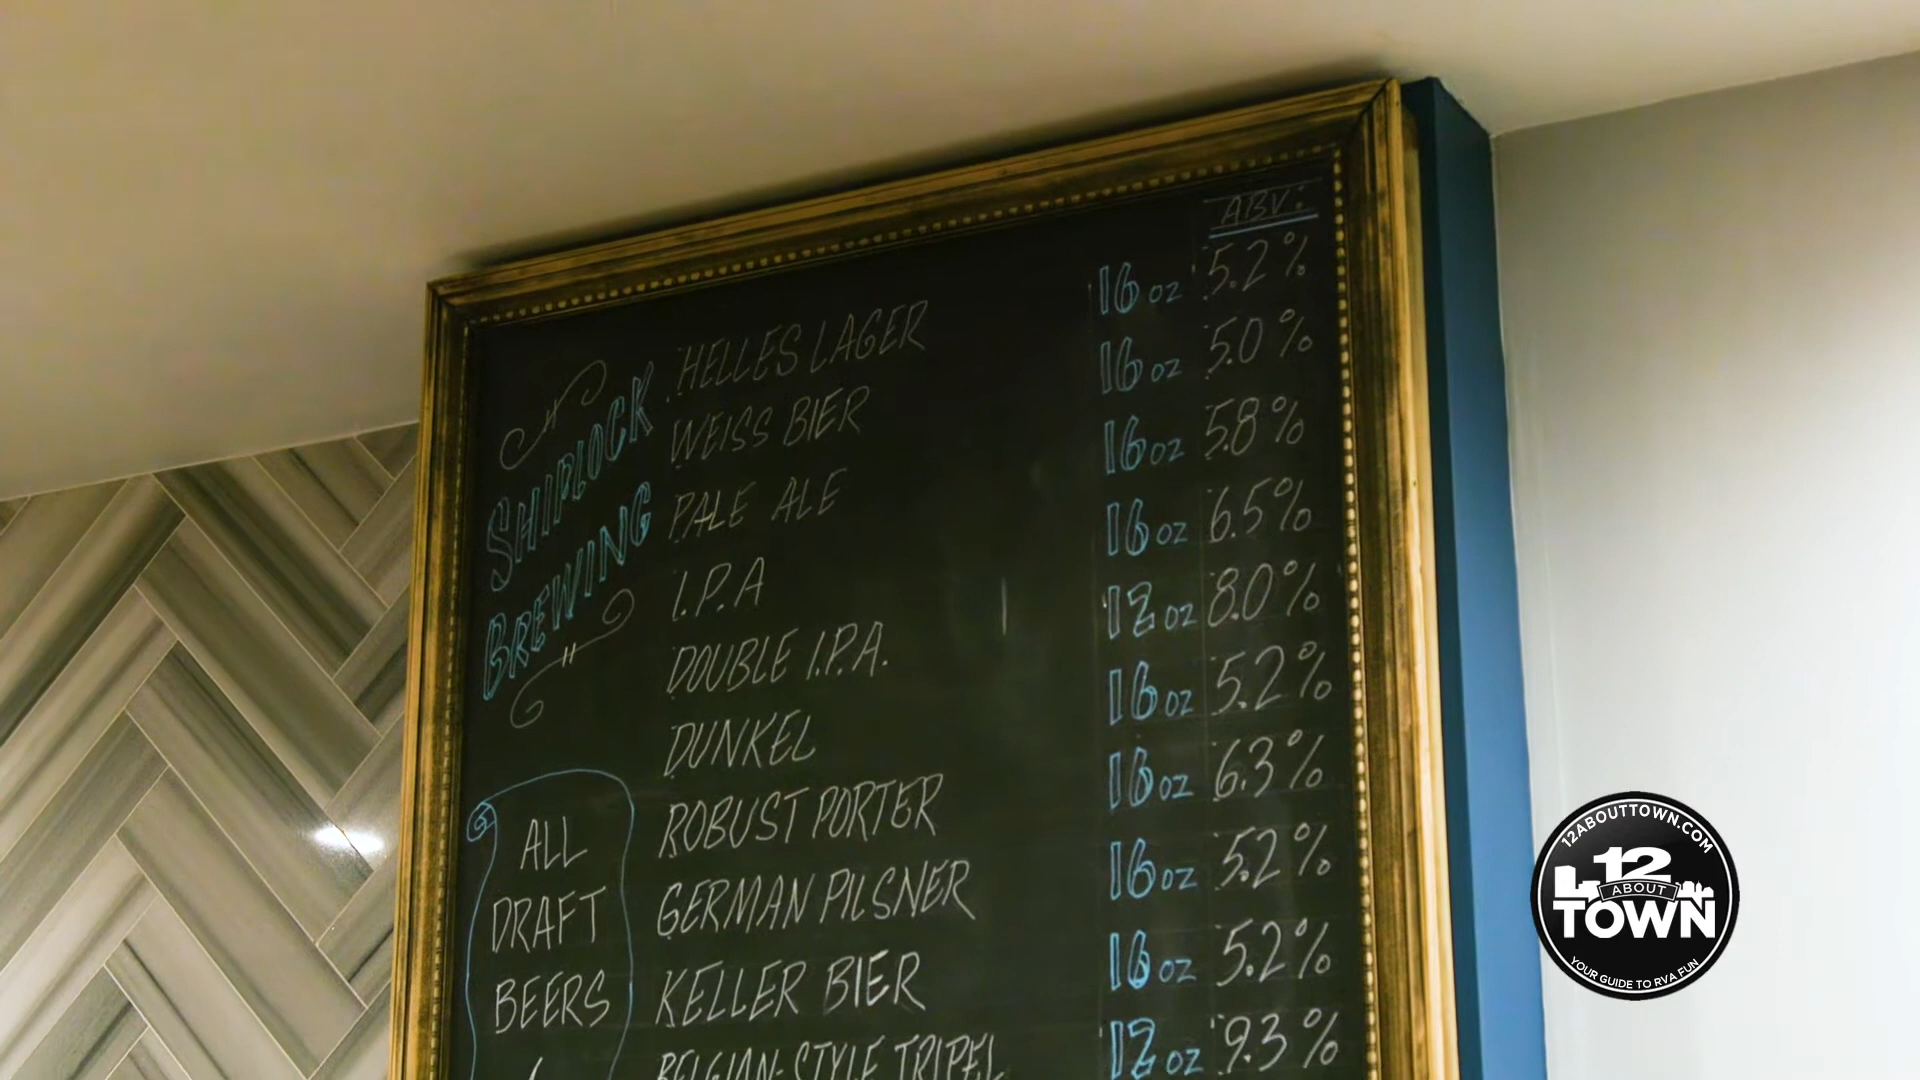 ABV:
SHIPLOCK
BREWING
HELLES LAGER 16 oz 5.2%
WEISS BIER 16 oz 5.0%
PALE ALE 16 oz 5.8%
I.P.A 16 oz 6.5%
DOUBLE I.P.A. 12 oz 8.0%
DUNKEL 16 oz 5.2%
ROBUST PORTER 16 oz 6.3%
GERMAN PILSNER 16 oz 5.2%
KELLER BIER 16 oz 5.2%
BELGIAN-STYLE TRIPEL 12 oz 9.3%
ALL
DRAFT
BEERS
12ABOUTTOWN.COM
12
ABOUT
TOWN
YOUR GUIDE TO RVA FUN